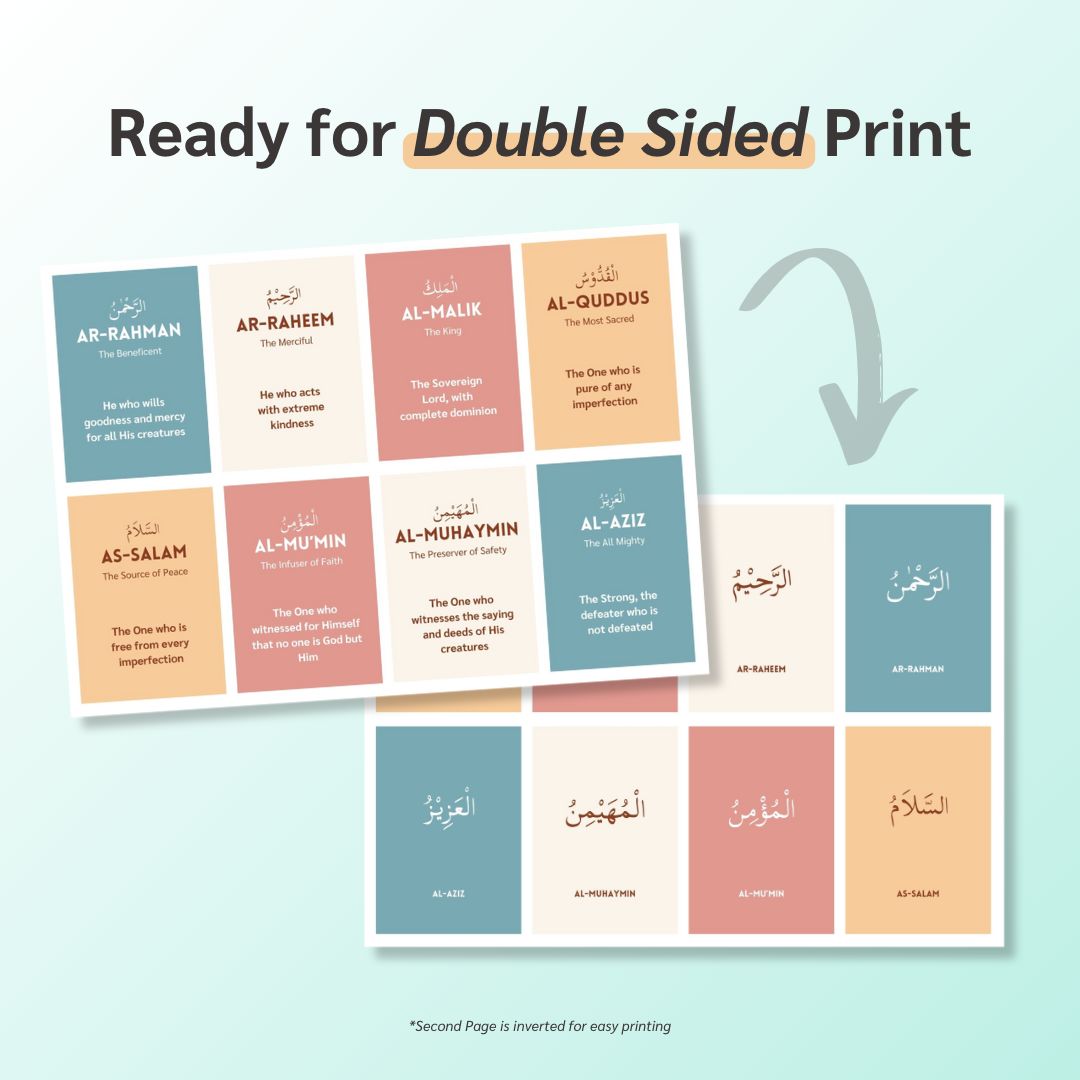 Ready for Double Sided Print
الرَّحْمٰنُ
AR-RAHMAN
The Beneficent
He who wills
goodness and mercy
for all His creatures
الرَّحِيْمُ
AR-RAHEEM
The Merciful
He who acts
with extreme
kindness
الْمَلِكُ
AL-MALIK
The King
The Sovereign
Lord, with
complete dominion
الْقُدُّوْسُ
AL-QUDDUS
The Most Sacred
The One who is
pure of any
imperfection
السَّلاَمُ
AS-SALAM
The Source of Peace
The One who is
free from every
imperfection
الْمُؤْمِنُ
AL-MU'MIN
The Infuser of Faith
The One who
witnessed for Himself
that no one is God but
Him
الْمُهَيْمِنُ
AL-MUHAYMIN
The Preserver of Safety
The One who
witnesses the saying
and deeds of His
creatures
الْعَزِيْزُ
AL-AZIZ
The All Mighty
The Strong, the
defeater who is
not defeated
الرَّحِيْمُ
AR-RAHEEM
الرَّحْمٰنُ
AR-RAHMAN
الْعَزِيْزُ
AL-AZIZ
الْمُهَيْمِنُ
AL-MUHAYMIN
الْمُؤْمِنُ
AL-MU'MIN
السَّلاَمُ
AS-SALAM
*Second Page is inverted for easy printing